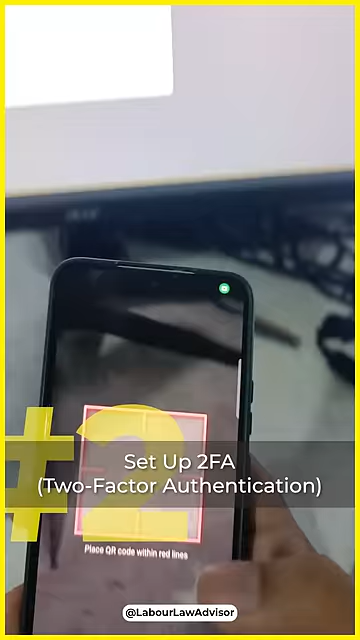 #2
Set Up 2FA
(Two-Factor Authentication)
Place QR code within red lines
@LabourLawAdvisor